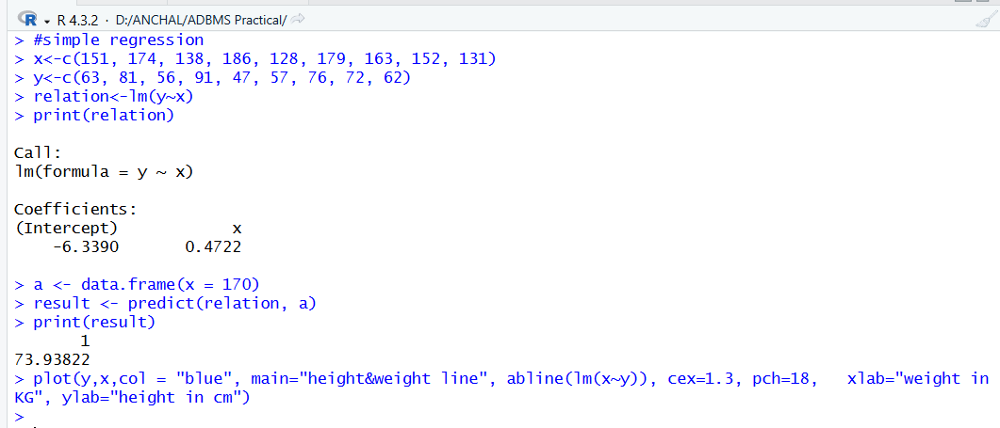 R 4.3.2 · D:/ANCHAL/ADBMS Practical/
> #simple regression
> x<-c(151, 174, 138, 186, 128, 179, 163, 152, 131)
> y<-c(63, 81, 56, 91, 47, 57, 76, 72, 62)
> relation<-lm(y~x)
> print(relation)
Call:
lm(formula = y ~ x)
Coefficients:
(Intercept)            x
    -6.3390       0.4722
> a <- data.frame(x = 170)
> result <- predict(relation, a)
> print(result)
       1
73.93822
> plot(y,x,col = "blue", main="height&weight line", abline(lm(x~y)), cex=1.3, pch=18,   xlab="weight in
KG", ylab="height in cm")
>